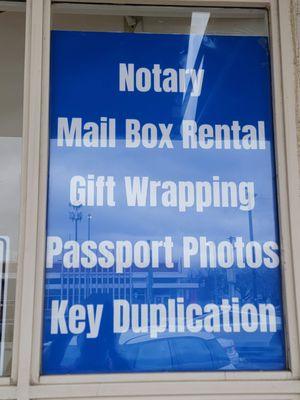 Notary
Mail Box Rental
Gift Wrapping
Passport Photos
Key Duplication